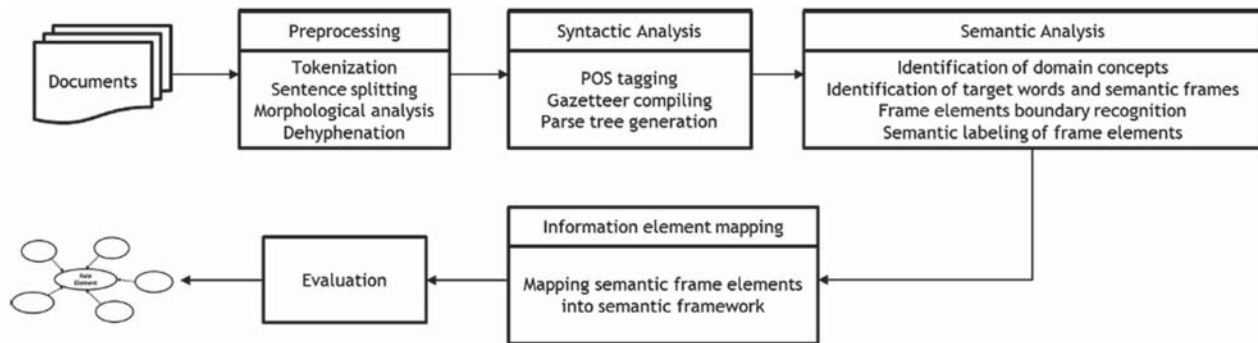 Documents
Preprocessing
Tokenization
Sentence splitting
Morphological analysis
Dehyphenation
Syntactic Analysis
POS tagging
Gazetteer compiling
Parse tree generation
Semantic Analysis
Identification of domain concepts
Identification of target words and semantic frames
Frame elements boundary recognition
Semantic labeling of frame elements
Information element mapping
Mapping semantic frame elements
into semantic framework
Evaluation
Rule
Element